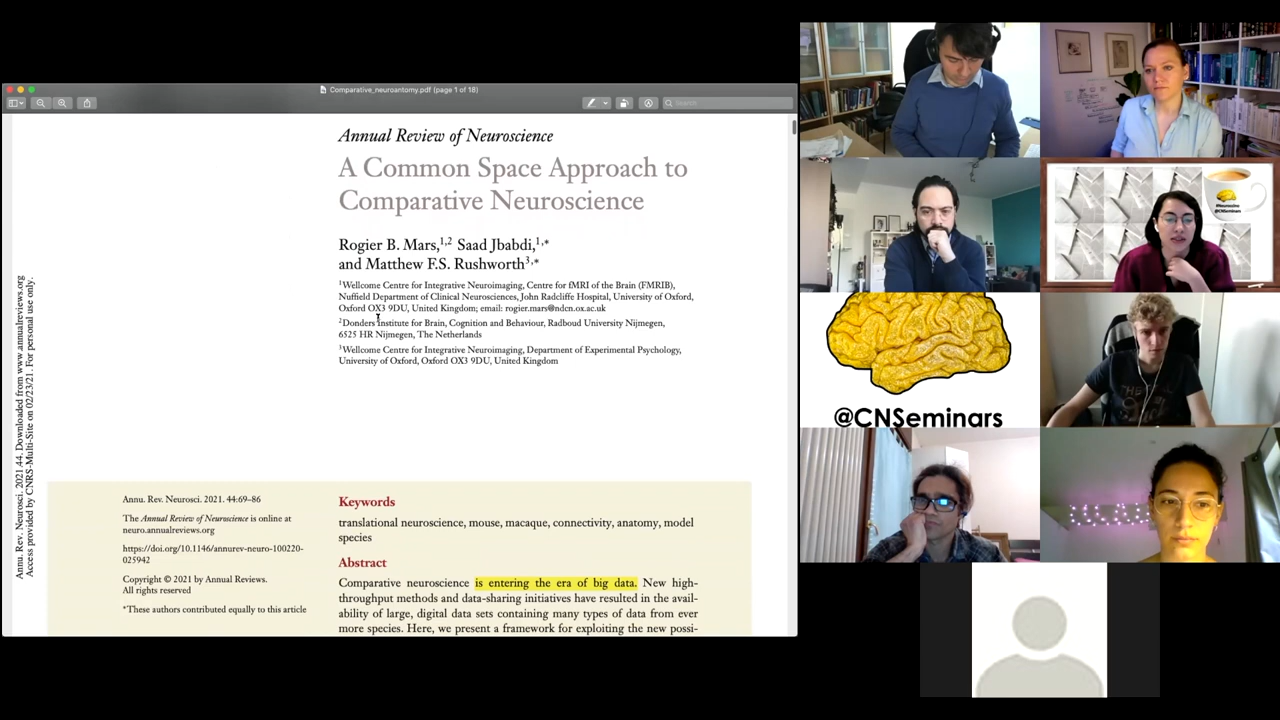 Comparative_neuroantomy.pdf (page 1 of 18)
Search
Annual Review of Neuroscience
A Common Space Approach to
Comparative Neuroscience
Rogier B. Mars,1,2 Saad Jbabdi,1,*
and Matthew F.S. Rushworth3,*
1Wellcome Centre for Integrative Neuroimaging, Centre for fMRI of the Brain (FMRIB),
Nuffield Department of Clinical Neurosciences, John Radcliffe Hospital, University of Oxford,
Oxford OX3 9DU, United Kingdom; email: rogier.mars@ndcn.ox.ac.uk
2Donders Institute for Brain, Cognition and Behaviour, Radboud University Nijmegen,
6525 HR Nijmegen, The Netherlands
3Wellcome Centre for Integrative Neuroimaging, Department of Experimental Psychology,
University of Oxford, Oxford OX3 9DU, United Kingdom
Annu. Rev. Neurosci. 2021.44. Downloaded from www.annualreviews.org
Access provided by CNRS-Multi-Site on 02/23/21. For personal use only.
Annu. Rev. Neurosci. 2021. 44:69–86
The Annual Review of Neuroscience is online at
neuro.annualreviews.org
https://doi.org/10.1146/annurev-neuro-100220-
025942
Copyright © 2021 by Annual Reviews.
All rights reserved
*These authors contributed equally to this article
Keywords
translational neuroscience, mouse, macaque, connectivity, anatomy, model
species
Abstract
Comparative neuroscience is entering the era of big data. New high-
throughput methods and data-sharing initiatives have resulted in the avail-
ability of large, digital data sets containing many types of data from ever
more species. Here, we present a framework for exploiting the new possi-
@CNSeminars
@CNSeminars